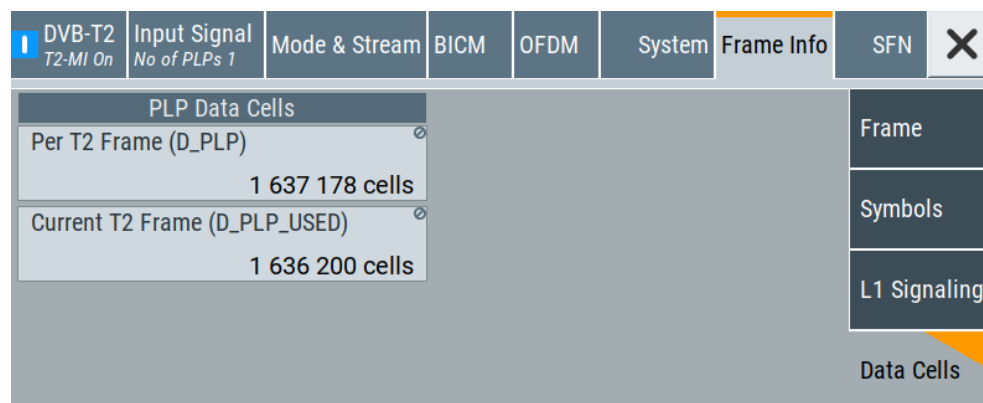 DVB-T2
T2-MI On
Input Signal
No of PLPs 1
Mode & Stream
BICM
OFDM
System
Frame Info
SFN
PLP Data Cells
Per T2 Frame (D_PLP)
1 637 178 cells
Current T2 Frame (D_PLP_USED)
1 636 200 cells
Frame
Symbols
L1 Signaling
Data Cells